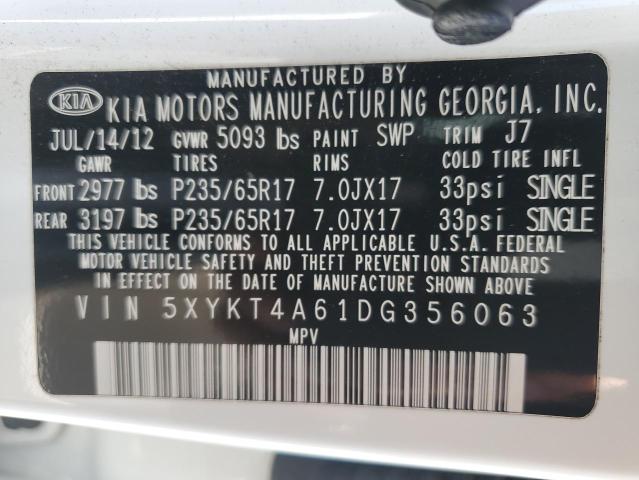 MANUFACTURED BY
KIA KIA MOTORS MANUFACTURING GEORGIA, INC.
JUL/14/12 GVWR 5093 lbs PAINT SWP TRIM J7
GAWR TIRES RIMS COLD TIRE INFL
FRONT 2977 lbs P235/65R17 7.0JX17 33psi SINGLE
REAR 3197 lbs P235/65R17 7.0JX17 33psi SINGLE
THIS VEHICLE CONFORMS TO ALL APPLICABLE U.S.A. FEDERAL
MOTOR VEHICLE SAFETY AND THEFT PREVENTION STANDARDS
IN EFFECT ON THE DATE OF MANUFACTURE SHOWN ABOVE
VIN 5XYKT4A61DG356063
MPV